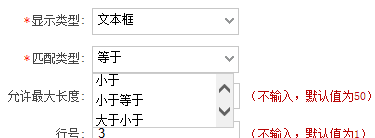 *显示类型: 文本框
*匹配类型: 等于
小于
允许最大长度: 小于等于 (不输入，默认值为50)
大于小于
行号: 3 (不输入，默认值为1)